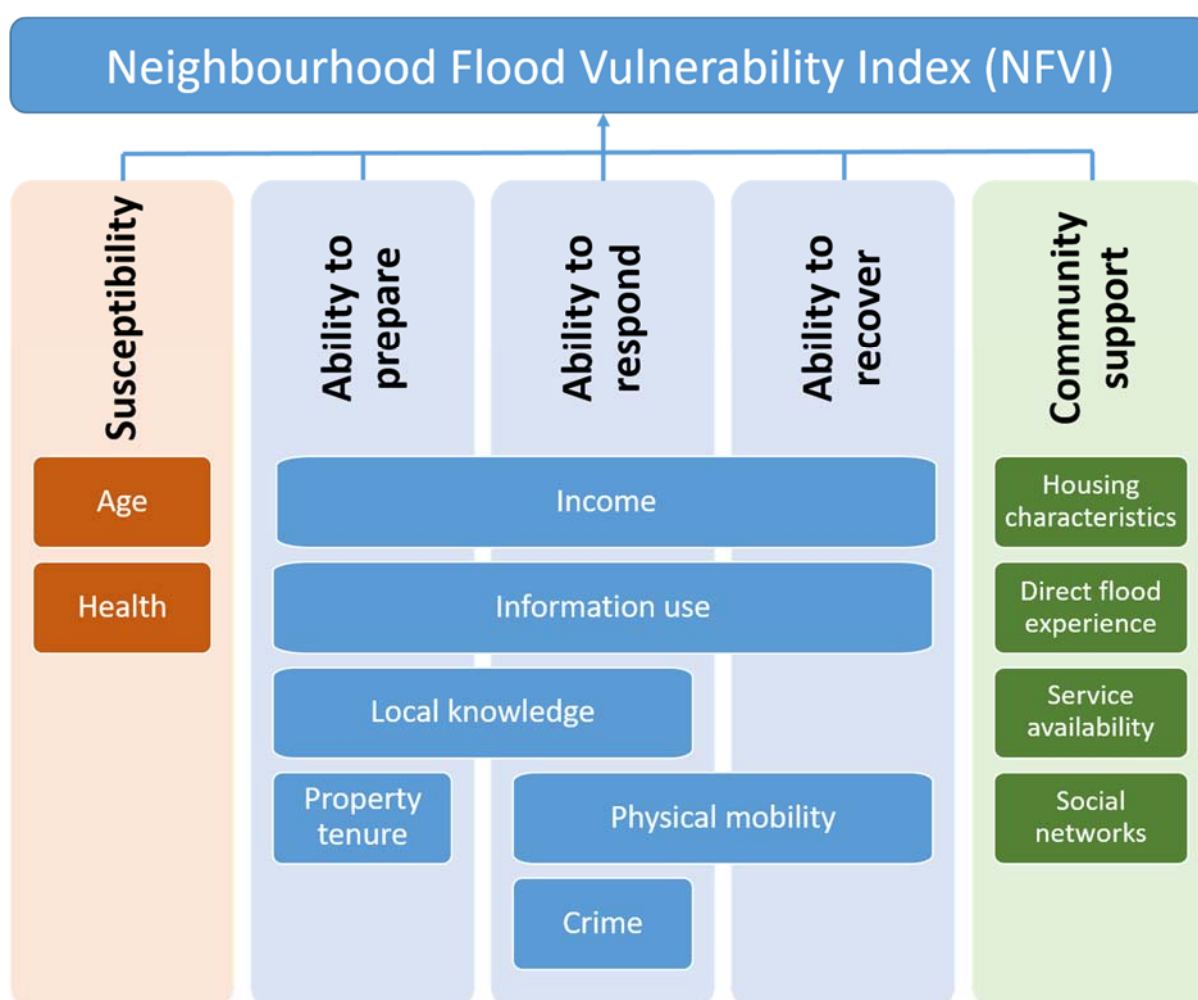 Neighbourhood Flood Vulnerability Index (NFVI)
Susceptibility
Ability to
prepare
Ability to
respond
Ability to
recover
Community
support
Age
Income
Housing
characteristics
Health
Information use
Direct flood
experience
Local knowledge
Service
availability
Property
tenure
Physical mobility
Social
networks
Crime